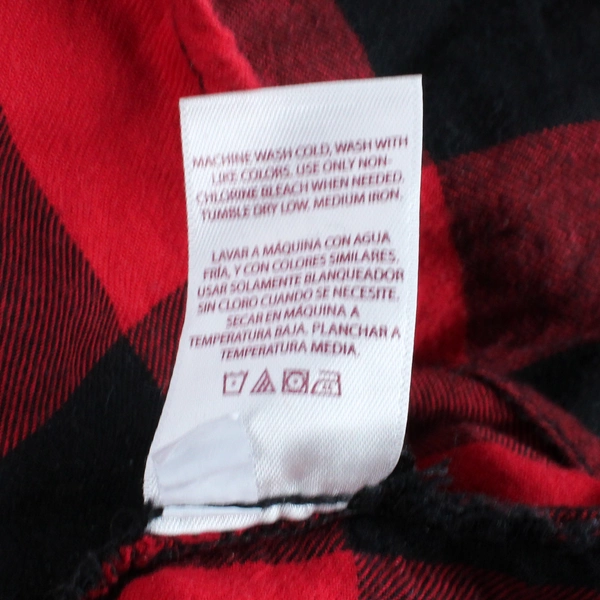 MACHINE WASH COLD, WASH WITH
LIKE COLORS. USE ONLY NON-
CHLORINE BLEACH WHEN NEEDED.
TUMBLE DRY LOW. MEDIUM IRON.
LAVAR A MÁQUINA CON AGUA
FRÍA, Y CON COLORES SIMILARES.
USAR SOLAMENTE BLANQUEADOR
SIN CLORO CUANDO SE NECESITE.
SECAR EN MÁQUINA A
TEMPERATURA BAJA. PLANCHAR A
TEMPERATURA MEDIA.